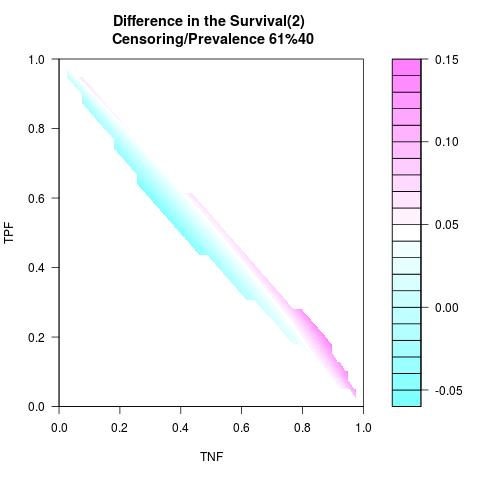 Difference in the Survival(2)
Censoring/Prevalence 61%40
1.0
0.8
0.6
0.4
0.2
0.0
TPF
0.0 0.2 0.4 0.6 0.8 1.0
TNF
0.15
0.10
0.05
0.00
-0.05